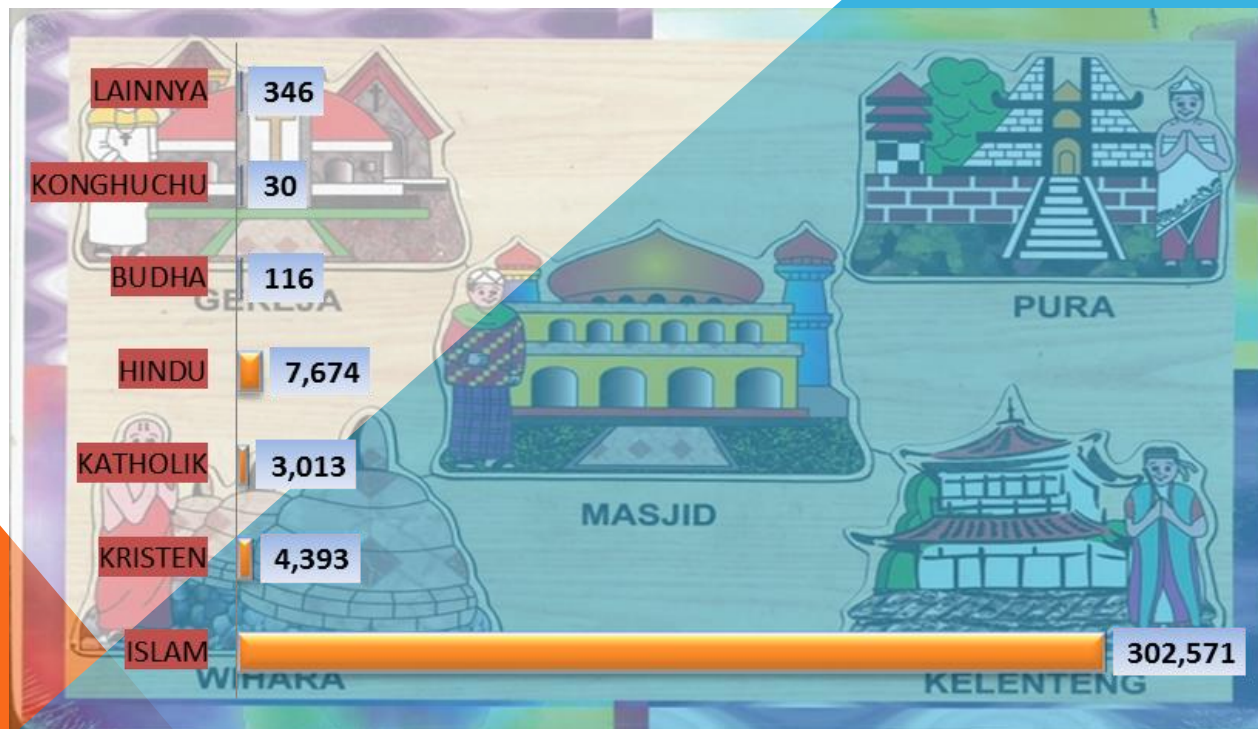 LAINNYA 346
KONGHUCHU 30
BUDHA 116
GEREJA
PURA
HINDU 7,674
KATHOLIK 3,013
MASJID
KRISTEN 4,393
ISLAM 302,571
WIHARA
KELENTENG